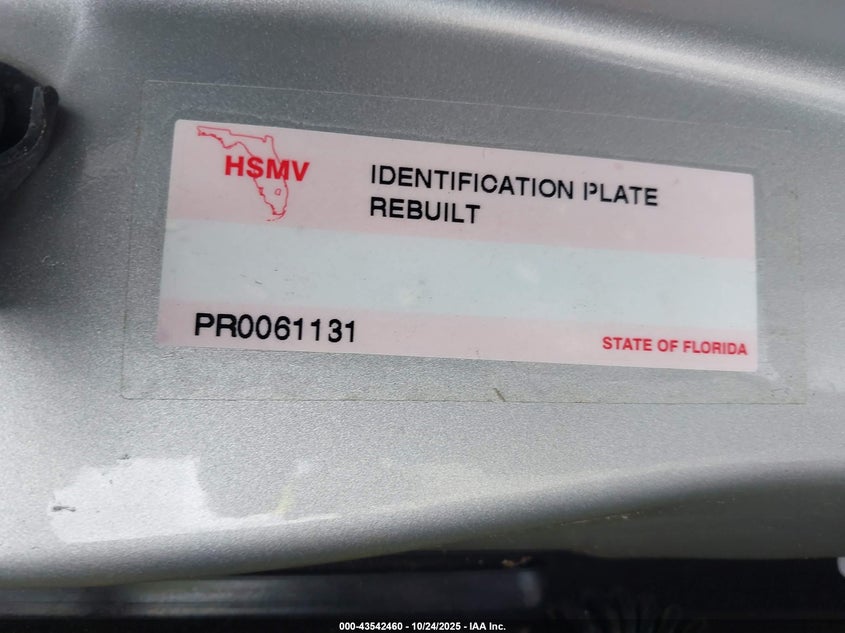 HSMV
IDENTIFICATION PLATE
REBUILT
PR0061131
STATE OF FLORIDA
000-43542460 - 10/24/2025 - IAA Inc.